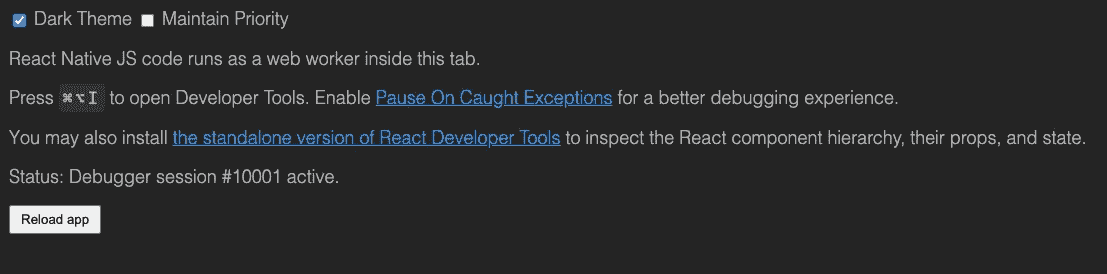 Dark Theme Maintain Priority
React Native JS code runs as a web worker inside this tab.
Press ⌘⌥I to open Developer Tools. Enable Pause On Caught Exceptions for a better debugging experience.
You may also install the standalone version of React Developer Tools to inspect the React component hierarchy, their props, and state.
Status: Debugger session #10001 active.
Reload app